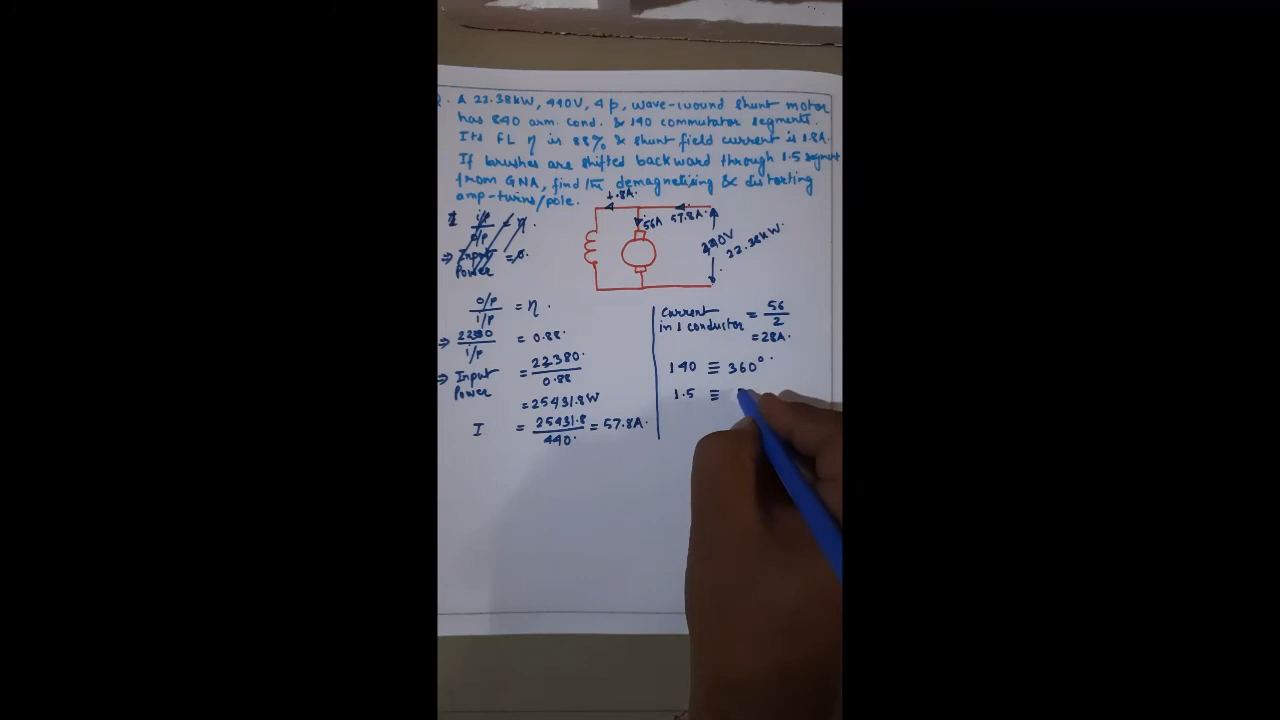 . A 22.38kW, 440V, 4p, wave-wound shunt motor
has 840 arm. cond. & 140 commutator segments.
Its FL η is 88% & shunt field current is 1.8A.
If brushes are shifted backward through 1.5 segment
from GNA, find the demagnetising & distorting
amp-turns/pole.
1.8A.
56A
57.8A.
440V
22.38kW.
i/p / o/p = η.
⇒ Input Power =
o/p / i/p = η.
⇒ 22380 / i/p = 0.88.
⇒ Input Power = 22380. / 0.88
= 25431.8W
I = 25431.8 / 440. = 57.8A.
Current in 1 conductor = 56 / 2
= 28A.
140 ≡ 360°.
1.5 ≡